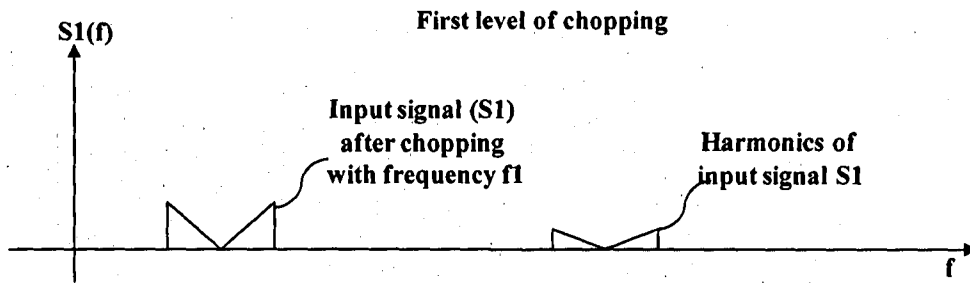 First level of chopping
S1(f)
Input signal (S1)
after chopping
with frequency f1
Harmonics of
input signal S1
f